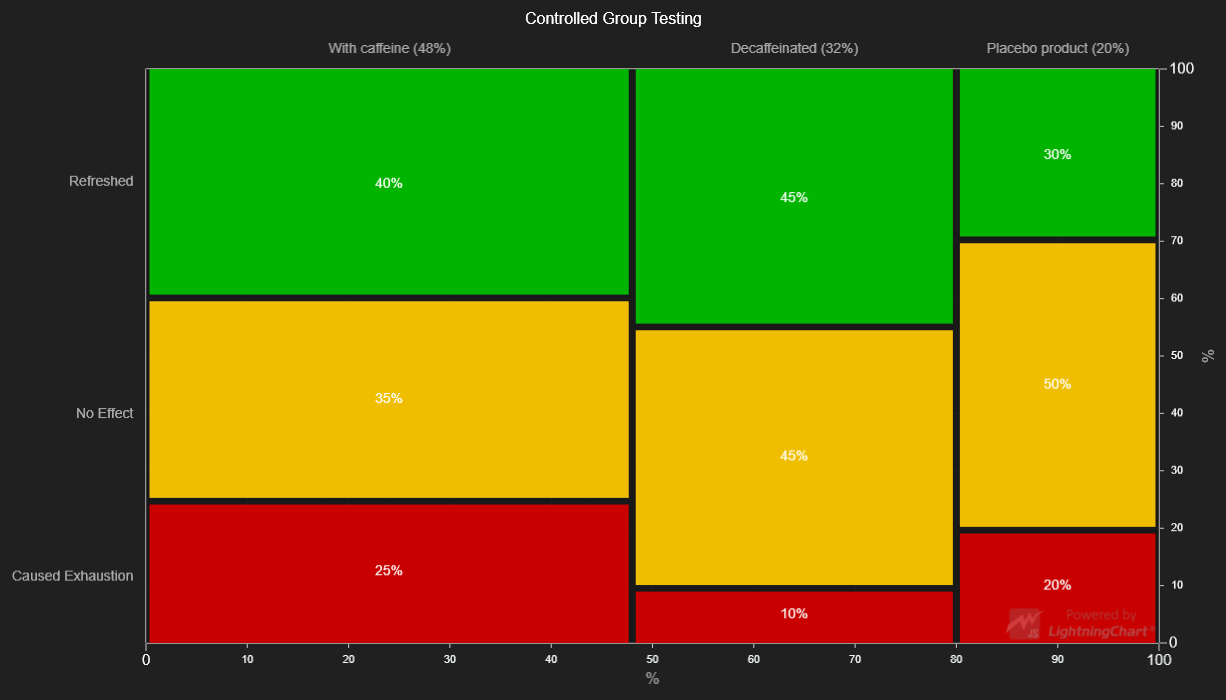 Controlled Group Testing
With caffeine (48%) Decaffeinated (32%) Placebo product (20%)
100
90
30%
Refreshed 40% 80
45%
70
60
50 %
50%
No Effect 35% 40
45%
30
20
Caused Exhaustion 25% 10
20%
10%
Powered by
JS LightningChart®
0
0 10 20 30 40 50 60 70 80 90 100
%